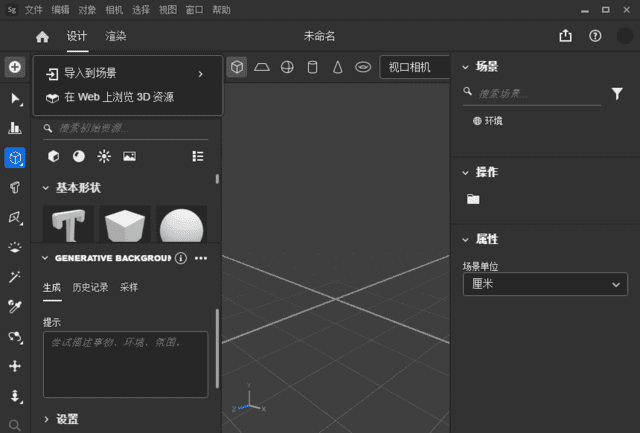 Sg 文件 编辑 对象 相机 选择 视图 窗口 帮助
设计 渲染 未命名
导入到场景
在 Web 上浏览 3D 资源
视口相机
场景
搜索场景...
搜索初始资源...
环境
基本形状
操作
GENERATIVE BACKGROUN
生成 历史记录 采样
属性
场景单位
厘米
提示
尝试描述事物、环境、氛围。
Y
Z X
设置